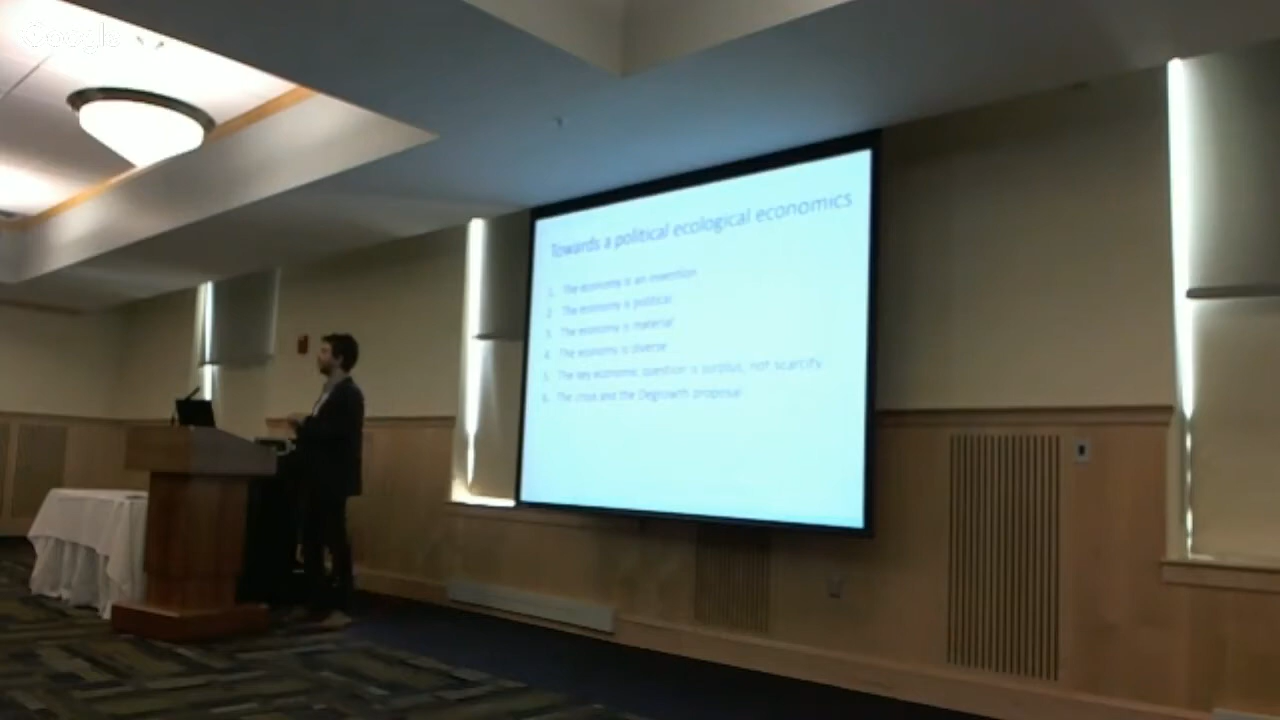 Google
Towards a political ecological economics
1. The economy is an invention
2. The economy is political
3. The economy is material
4. The economy is diverse
5. The key economic question is surplus, not scarcity
6. The crisis and the Degrowth proposal